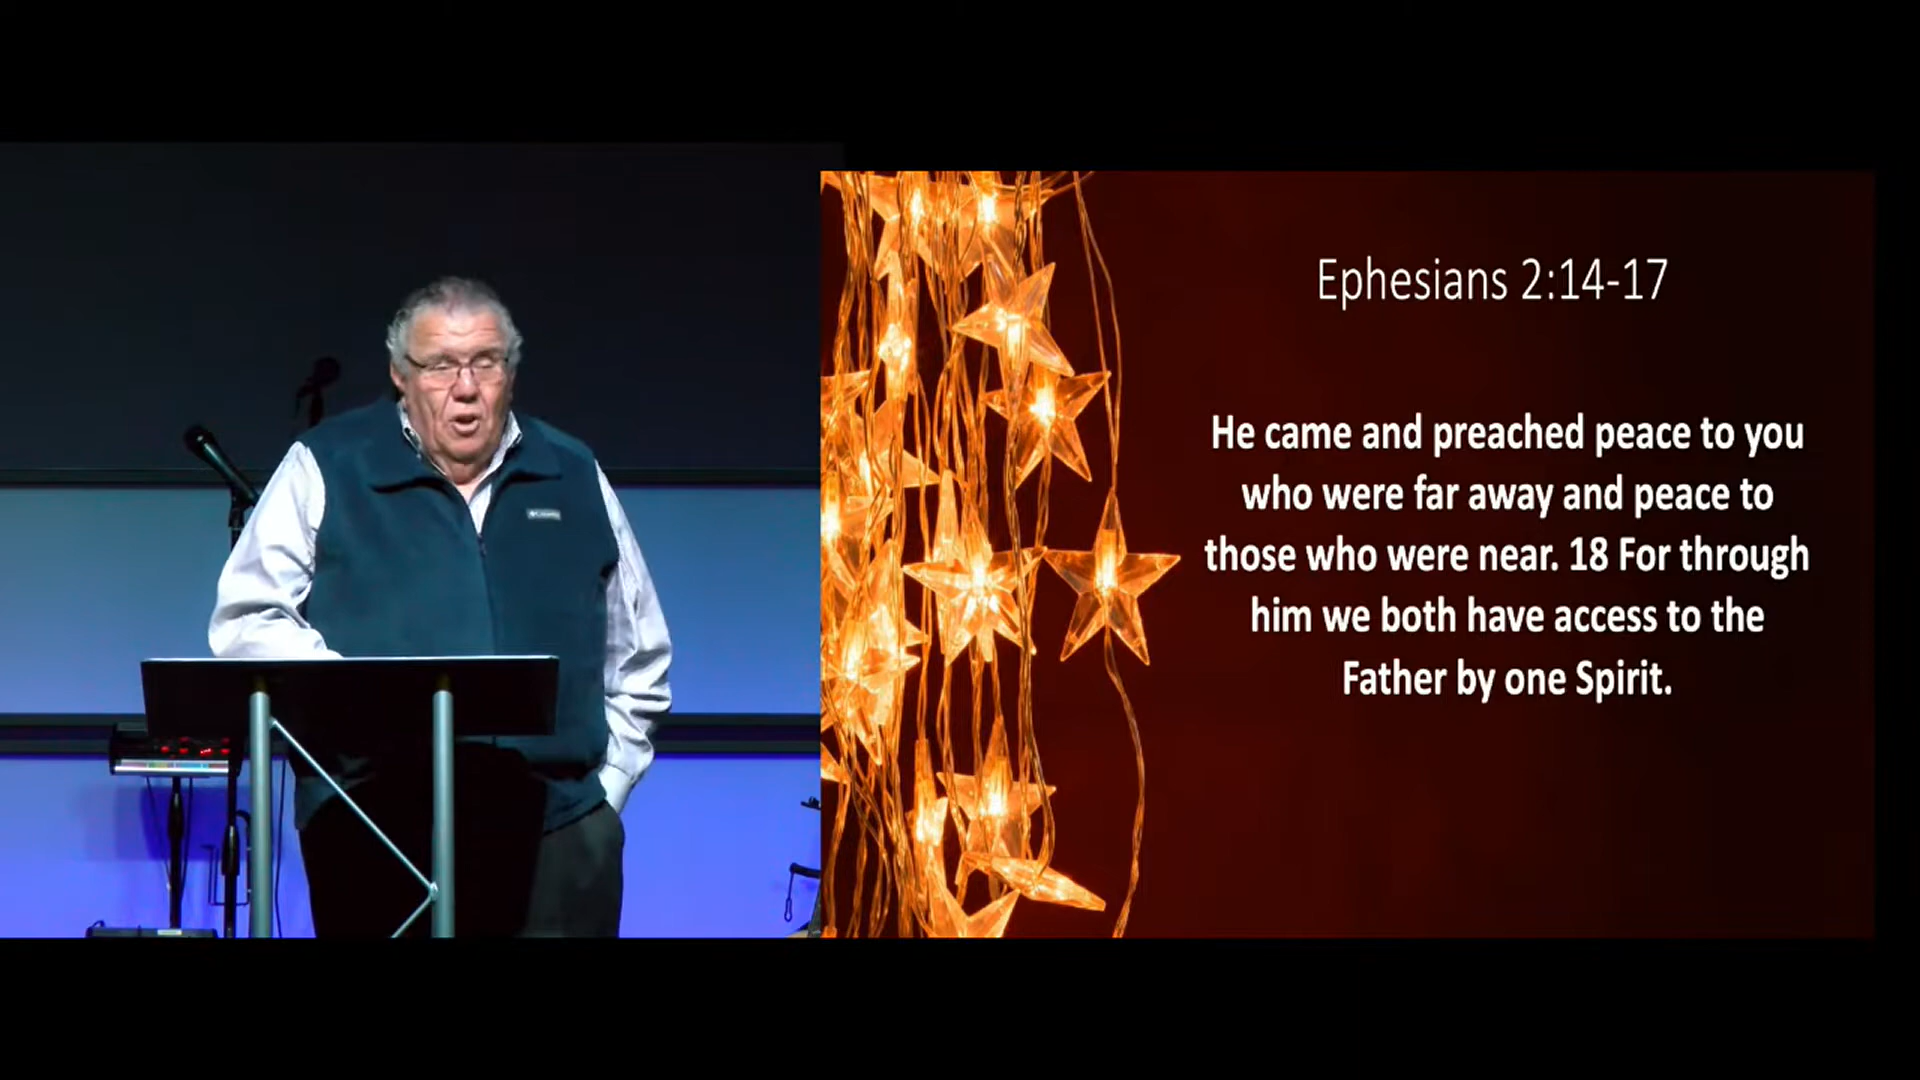 Ephesians 2:14-17
He came and preached peace to you
who were far away and peace to
those who were near. 18 For through
him we both have access to the
Father by one Spirit.